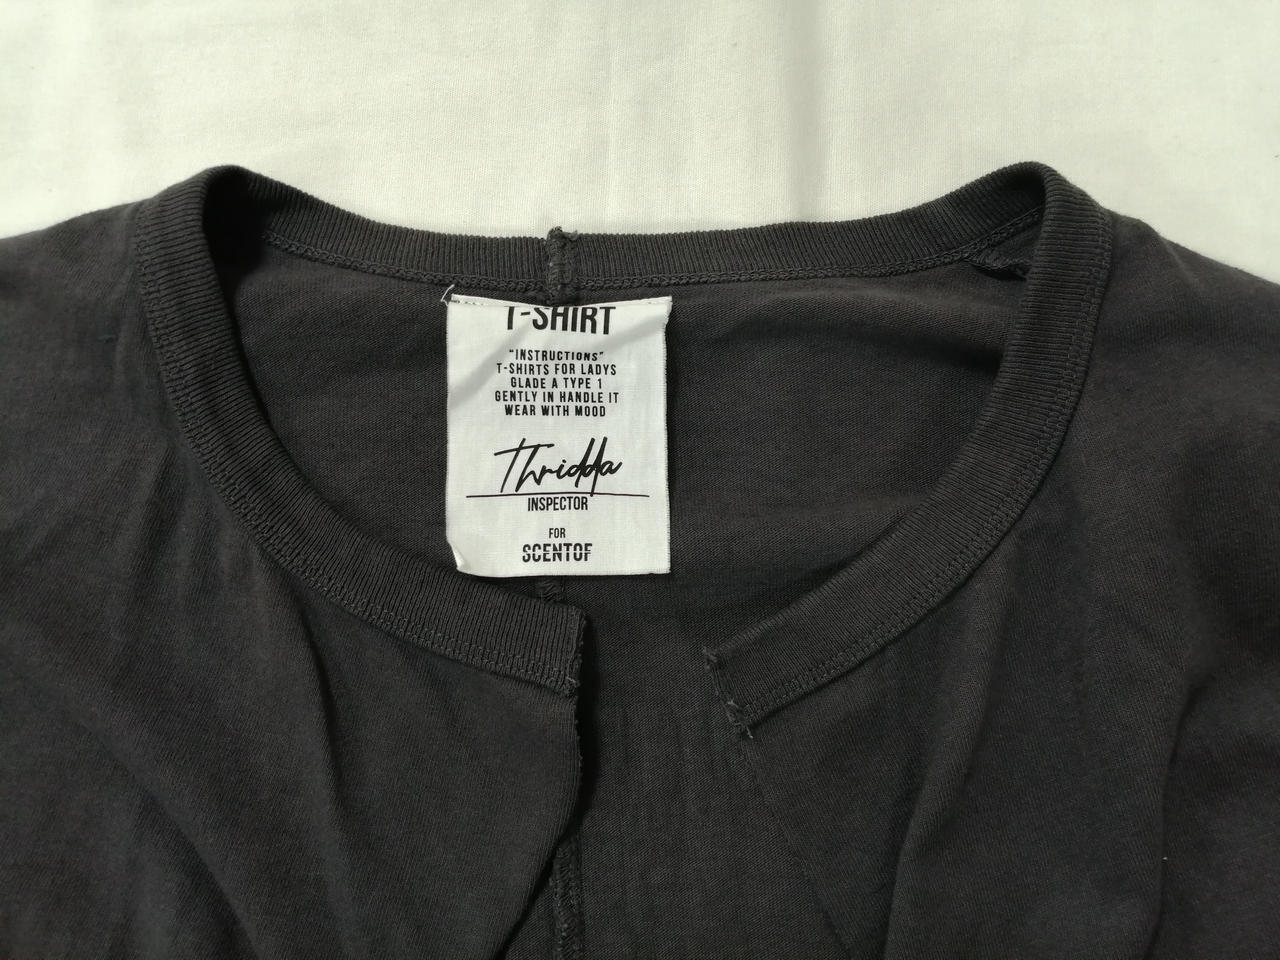 T-SHIRT
"INSTRUCTIONS"
T-SHIRTS FOR LADYS
GLADE A TYPE 1
GENTLY IN HANDLE IT
WEAR WITH MOOD
Thridda
INSPECTOR
FOR
SCENTOF